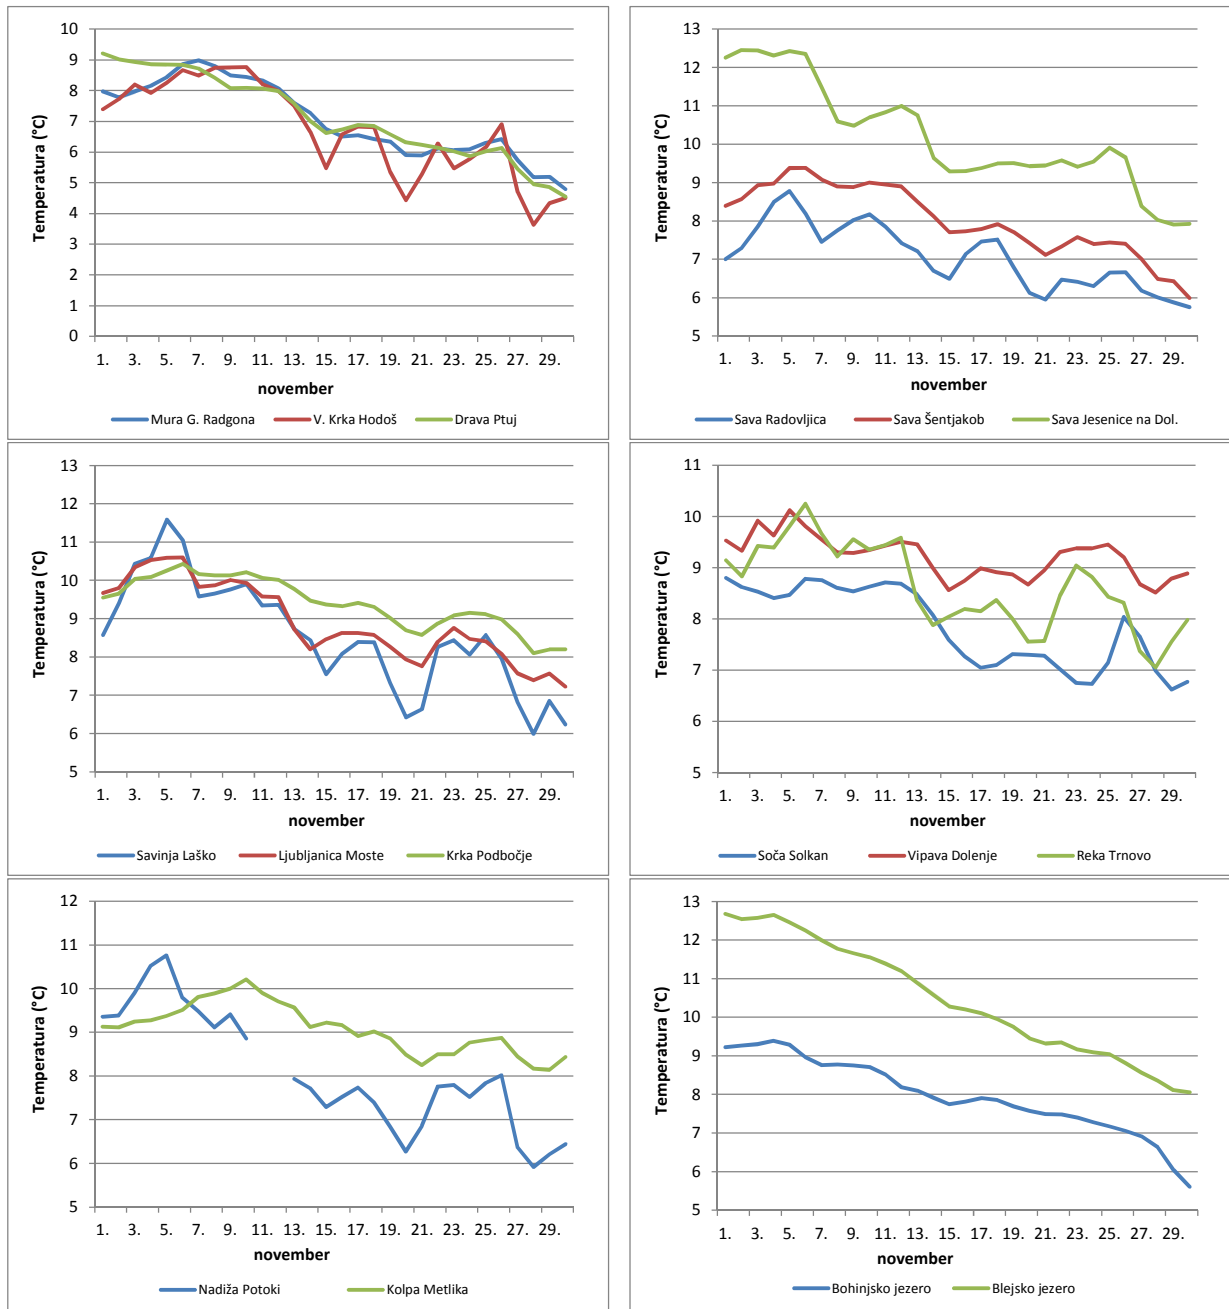 10
9
8
7
6
5
4
3
2
1
0
Temperatura (°C)
1. 3. 5. 7. 9. 11. 13. 15. 17. 19. 21. 23. 25. 27. 29.
november
Mura G. Radgona V. Krka Hodoš Drava Ptuj
13
12
11
10
9
8
7
6
5
Temperatura (°C)
1. 3. 5. 7. 9. 11. 13. 15. 17. 19. 21. 23. 25. 27. 29.
november
Sava Radovljica Sava Šentjakob Sava Jesenice na Dol.
13
12
11
10
9
8
7
6
5
Temperatura (°C)
1. 3. 5. 7. 9. 11. 13. 15. 17. 19. 21. 23. 25. 27. 29.
november
Savinja Laško Ljubljanica Moste Krka Podbočje
11
10
9
8
7
6
5
Temperatura (°C)
1. 3. 5. 7. 9. 11. 13. 15. 17. 19. 21. 23. 25. 27. 29.
november
Soča Solkan Vipava Dolenje Reka Trnovo
12
11
10
9
8
7
6
5
Temperatura (°C)
1. 3. 5. 7. 9. 11. 13. 15. 17. 19. 21. 23. 25. 27. 29.
november
Nadiža Potoki Kolpa Metlika
13
12
11
10
9
8
7
6
5
Temperatura (°C)
1. 3. 5. 7. 9. 11. 13. 15. 17. 19. 21. 23. 25. 27. 29.
november
Bohinjsko jezero Blejsko jezero